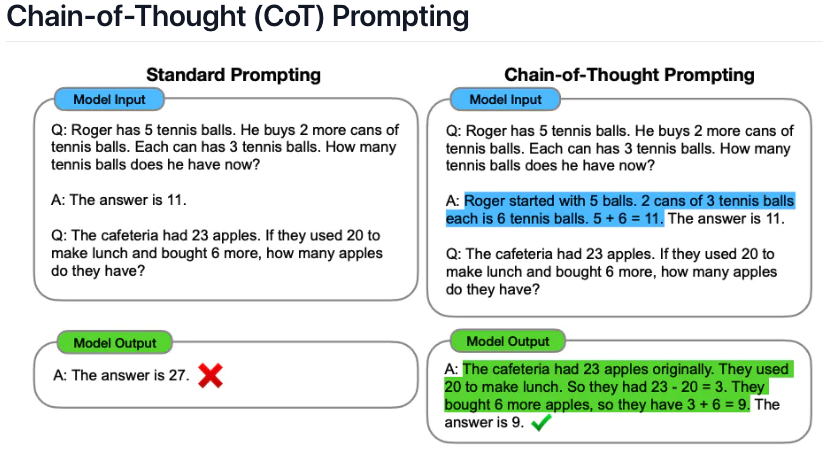 Chain-of-Thought (CoT) Prompting
Standard Prompting
Model Input
Q: Roger has 5 tennis balls. He buys 2 more cans of
tennis balls. Each can has 3 tennis balls. How many
tennis balls does he have now?
A: The answer is 11.
Q: The cafeteria had 23 apples. If they used 20 to
make lunch and bought 6 more, how many apples
do they have?
Model Output
A: The answer is 27.
Chain-of-Thought Prompting
Model Input
Q: Roger has 5 tennis balls. He buys 2 more cans of
tennis balls. Each can has 3 tennis balls. How many
tennis balls does he have now?
A: Roger started with 5 balls. 2 cans of 3 tennis balls
each is 6 tennis balls. 5 + 6 = 11. The answer is 11.
Q: The cafeteria had 23 apples. If they used 20 to
make lunch and bought 6 more, how many apples
do they have?
Model Output
A: The cafeteria had 23 apples originally. They used
20 to make lunch. So they had 23 - 20 = 3. They
bought 6 more apples, so they have 3 + 6 = 9. The
answer is 9.